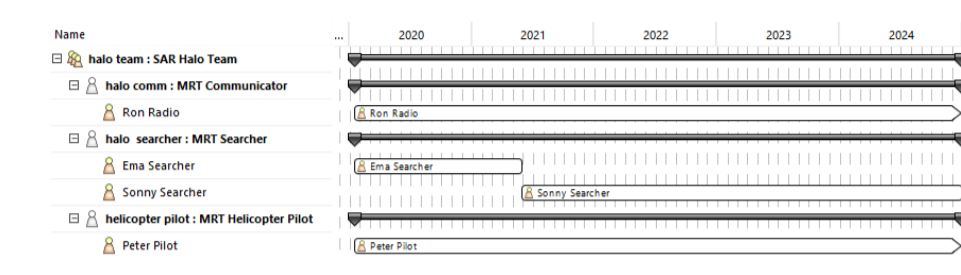 Name ... 2020 2021 2022 2023 2024
halo team : SAR Halo Team
halo comm : MRT Communicator
Ron Radio Ron Radio
halo searcher : MRT Searcher
Ema Searcher Ema Searcher
Sonny Searcher Sonny Searcher
helicopter pilot : MRT Helicopter Pilot
Peter Pilot Peter Pilot